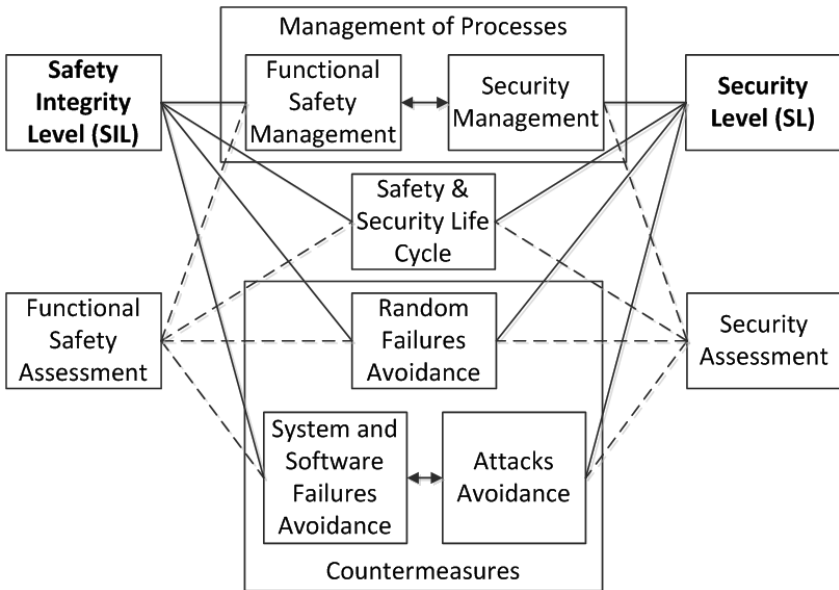 Management of Processes
Safety
Integrity
Level (SIL)
Functional
Safety
Management
Security
Management
Security
Level (SL)
Safety &
Security Life
Cycle
Functional
Safety
Assessment
Random
Failures
Avoidance
Security
Assessment
System and
Software
Failures
Avoidance
Attacks
Avoidance
Countermeasures